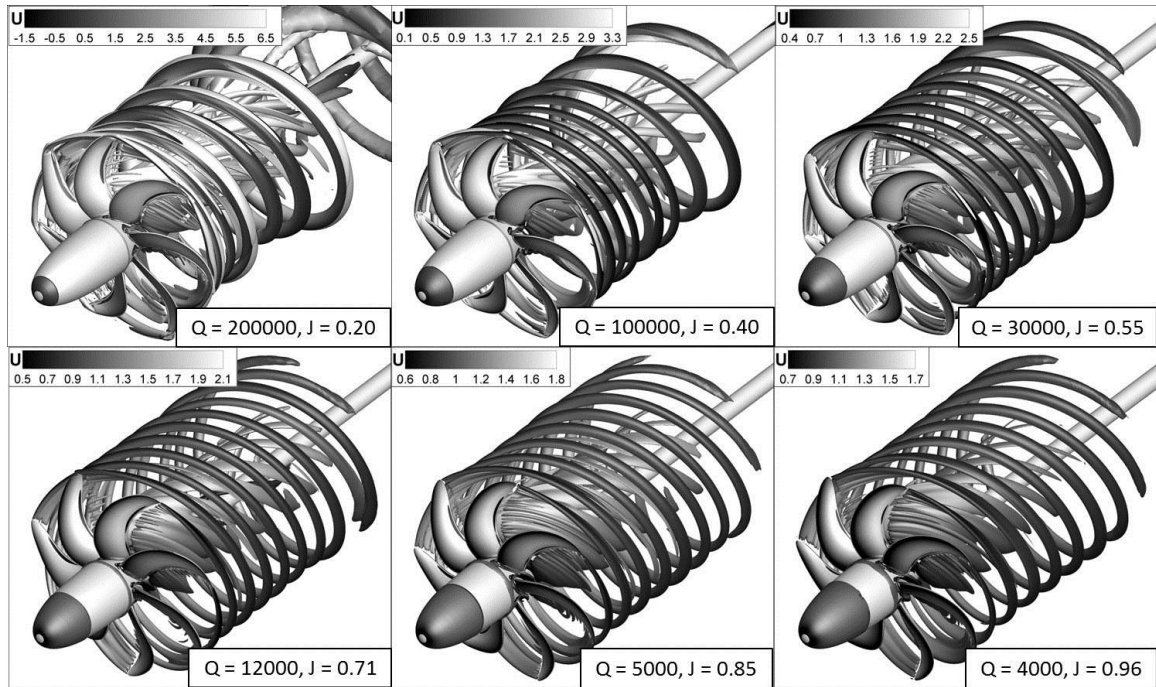 U
-1.5 -0.5 0.5 1.5 2.5 3.5 4.5 5.5 6.5
U
0.1 0.5 0.9 1.3 1.7 2.1 2.5 2.9 3.3
U
0.4 0.7 1 1.3 1.6 1.9 2.2 2.5
Q = 200000, J = 0.20
Q = 100000, J = 0.40
Q = 30000, J = 0.55
U
0.5 0.7 0.9 1.1 1.3 1.5 1.7 1.9 2.1
U
0.6 0.8 1 1.2 1.4 1.6 1.8
U
0.7 0.9 1.1 1.3 1.5 1.7
Q = 12000, J = 0.71
Q = 5000, J = 0.85
Q = 4000, J = 0.96